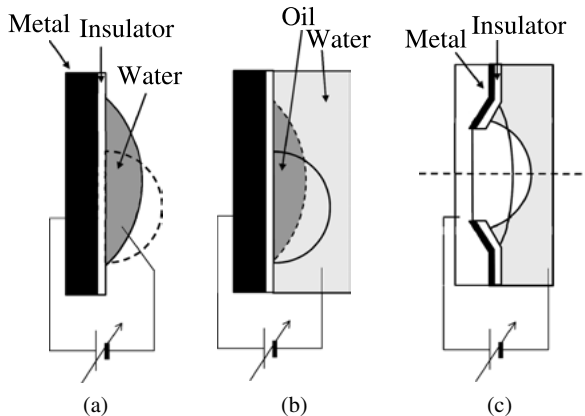 Metal
Insulator
Water
Oil
Water
Insulator
Metal
(a)
(b)
(c)